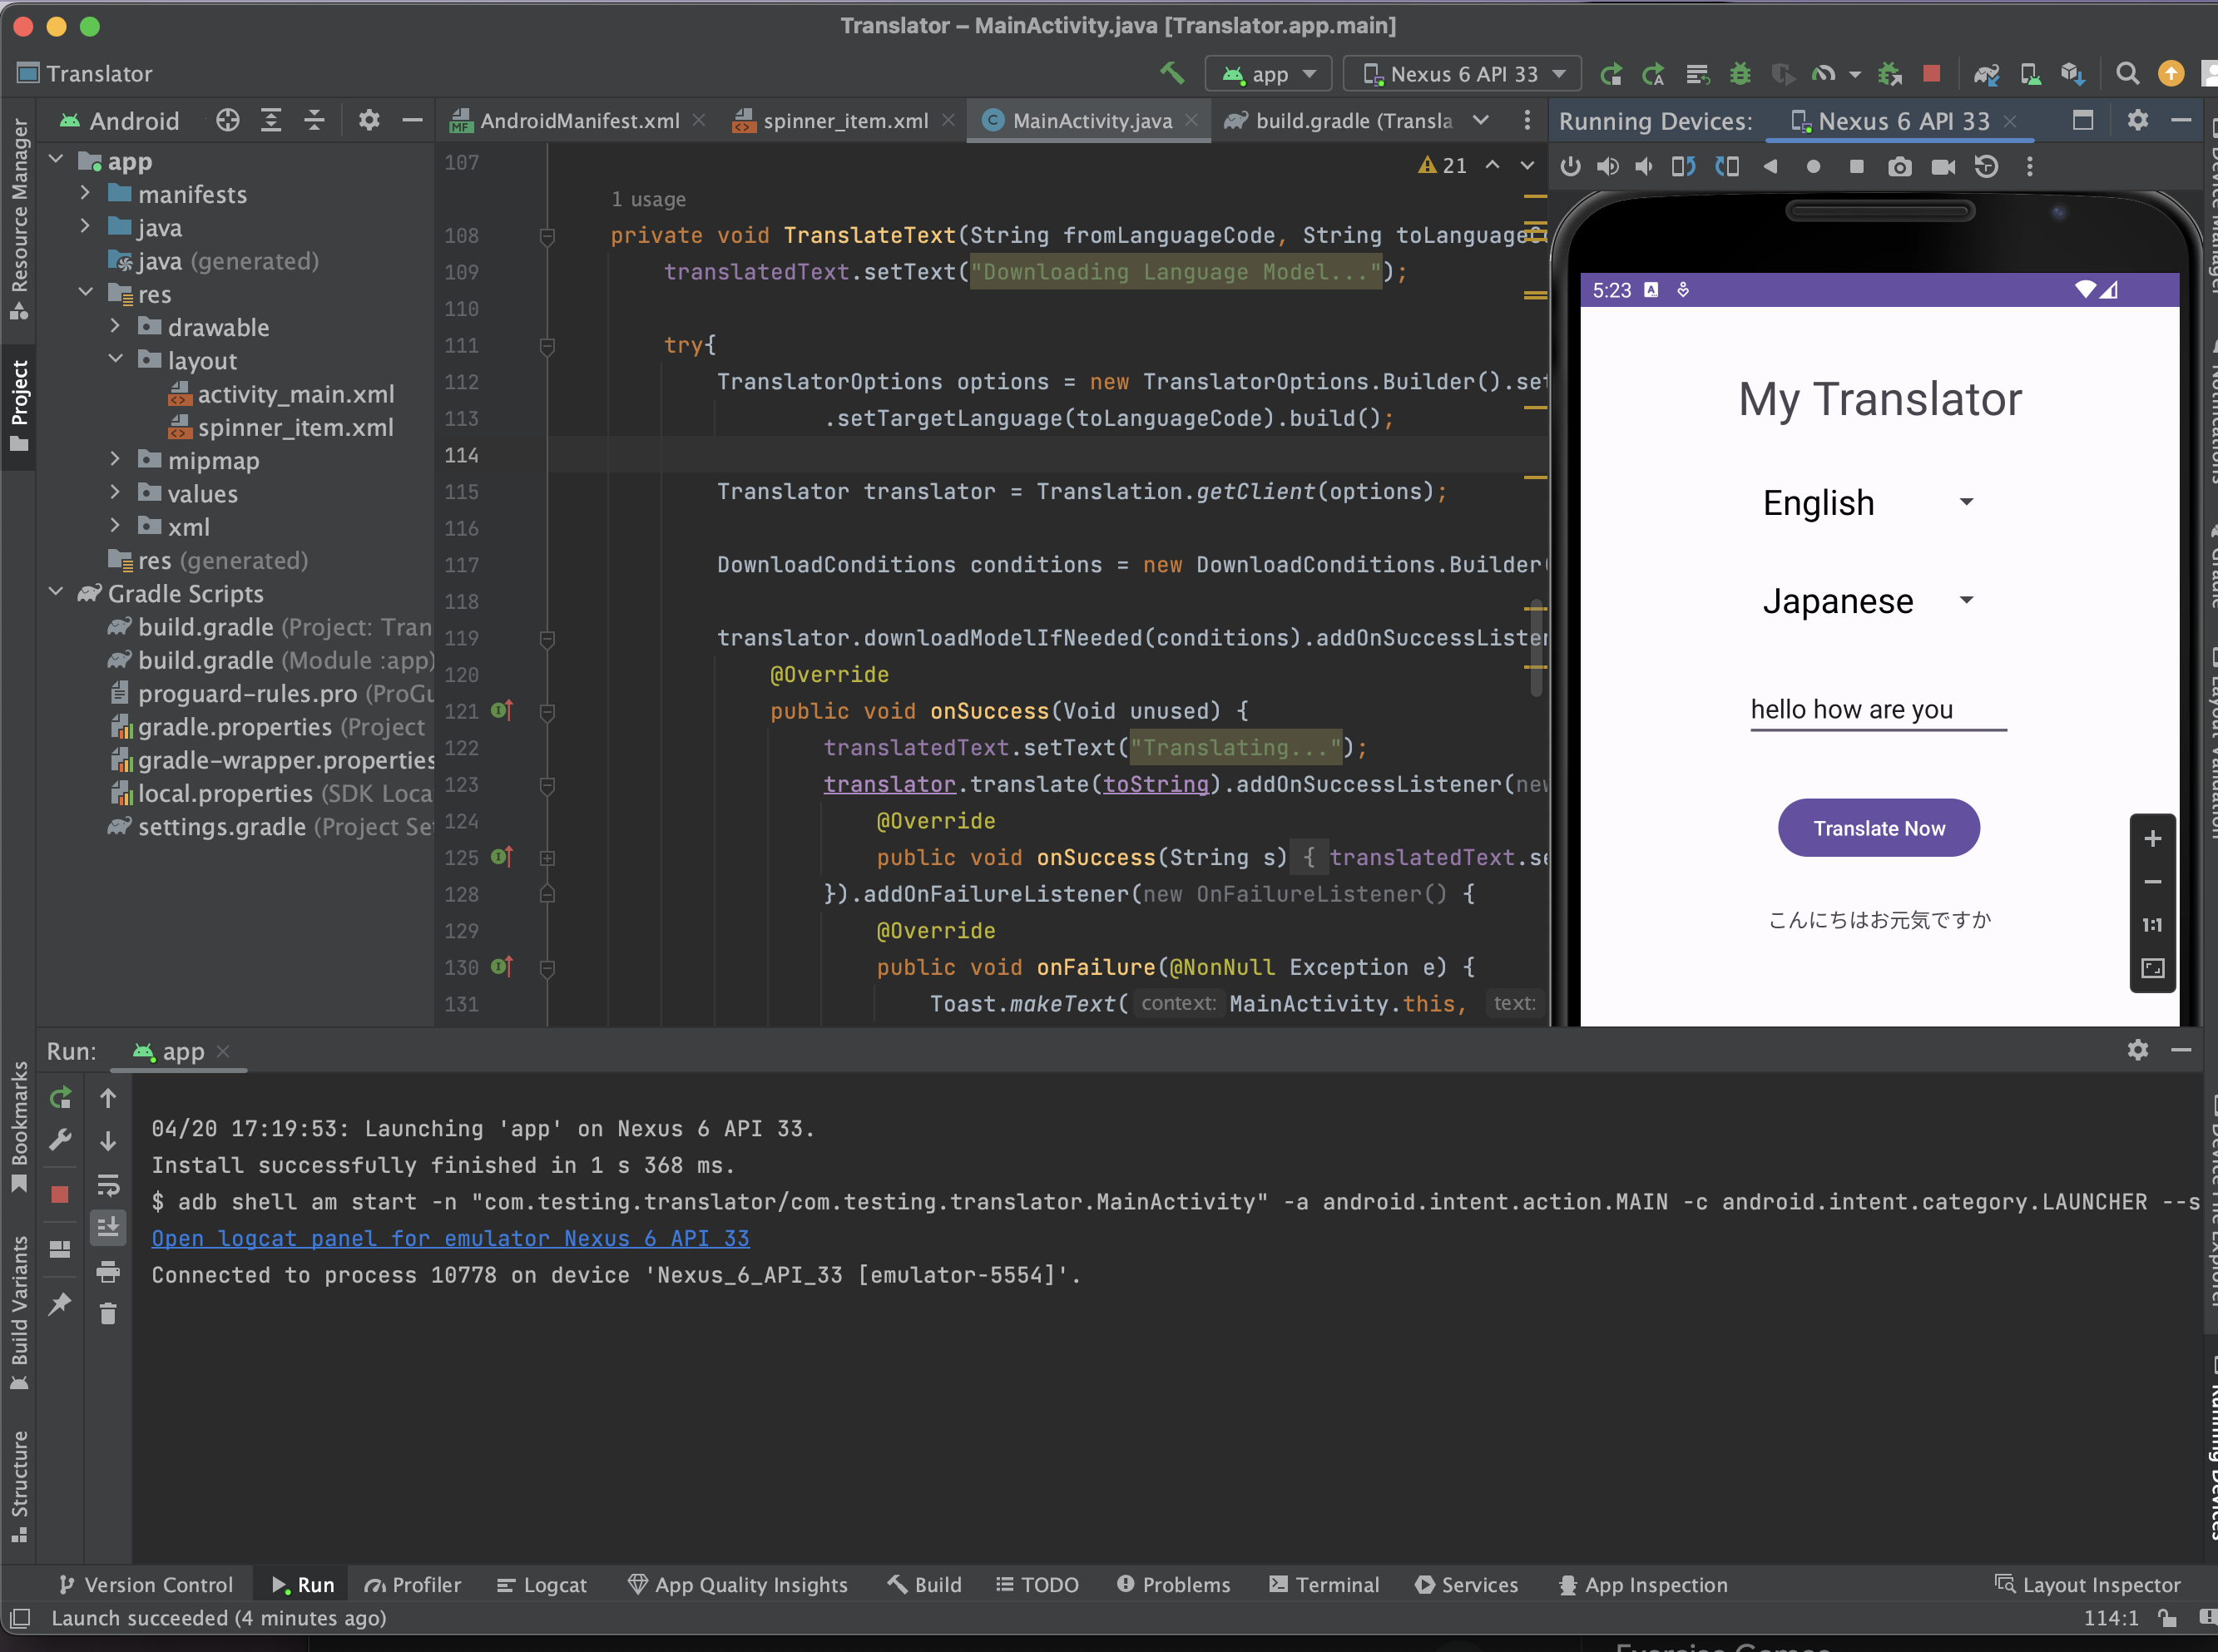 Translator – MainActivity.java [Translator.app.main]
Translator
app
Nexus 6 API 33
Android
AndroidManifest.xml
spinner_item.xml
MainActivity.java
build.gradle (Transla
Running Devices:
Nexus 6 API 33
Resource Manager
Project
Bookmarks
Build Variants
Structure
app
manifests
java
java (generated)
res
drawable
layout
activity_main.xml
spinner_item.xml
mipmap
values
xml
res (generated)
Gradle Scripts
build.gradle (Project: Tran
build.gradle (Module :app)
proguard-rules.pro (ProGu
gradle.properties (Project
gradle-wrapper.properties
local.properties (SDK Loca
settings.gradle (Project Se
21
107
1 usage
108 private void TranslateText(String fromLanguageCode, String toLanguageC
109 translatedText.setText("Downloading Language Model...");
110
111 try{
112 TranslatorOptions options = new TranslatorOptions.Builder().set
113 .setTargetLanguage(toLanguageCode).build();
114
115 Translator translator = Translation.getClient(options);
116
117 DownloadConditions conditions = new DownloadConditions.Builder(
118
119 translator.downloadModelIfNeeded(conditions).addOnSuccessListen
120 @Override
121 public void onSuccess(Void unused) {
122 translatedText.setText("Translating...");
123 translator.translate(toString).addOnSuccessListener(new
124 @Override
125 public void onSuccess(String s) { translatedText.se
128 }).addOnFailureListener(new OnFailureListener() {
129 @Override
130 public void onFailure(@NonNull Exception e) {
131 Toast.makeText( context: MainActivity.this, text:
5:23
My Translator
English
Japanese
hello how are you
Translate Now
こんにちはお元気ですか
1:1
Device Manager
Notifications
Gradle
Layout Validation
Device File Explorer
Running Devices
Run:
app
04/20 17:19:53: Launching 'app' on Nexus 6 API 33.
Install successfully finished in 1 s 368 ms.
$ adb shell am start -n "com.testing.translator/com.testing.translator.MainActivity" -a android.intent.action.MAIN -c android.intent.category.LAUNCHER --s
Open logcat panel for emulator Nexus 6 API 33
Connected to process 10778 on device 'Nexus_6_API_33 [emulator-5554]'.
Version Control
Run
Profiler
Logcat
App Quality Insights
Build
TODO
Problems
Terminal
Services
App Inspection
Layout Inspector
Launch succeeded (4 minutes ago)
114:1